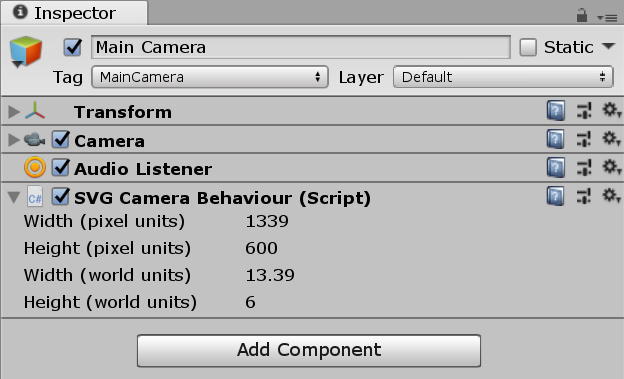 Inspector
Main Camera Static
Tag MainCamera Layer Default
Transform
Camera
Audio Listener
C# SVG Camera Behaviour (Script)
Width (pixel units) 1339
Height (pixel units) 600
Width (world units) 13.39
Height (world units) 6
Add Component